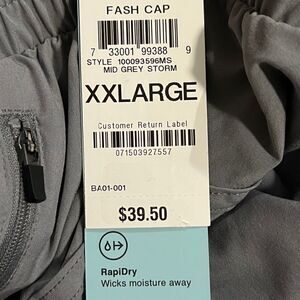 FASH CAP
7 33001 99388 9
STYLE 100093596MS
MID GREY STORM
XXLARGE
Customer Return Label
071503927557
BA01-001
$39.50
RapiDry
Wicks moisture away